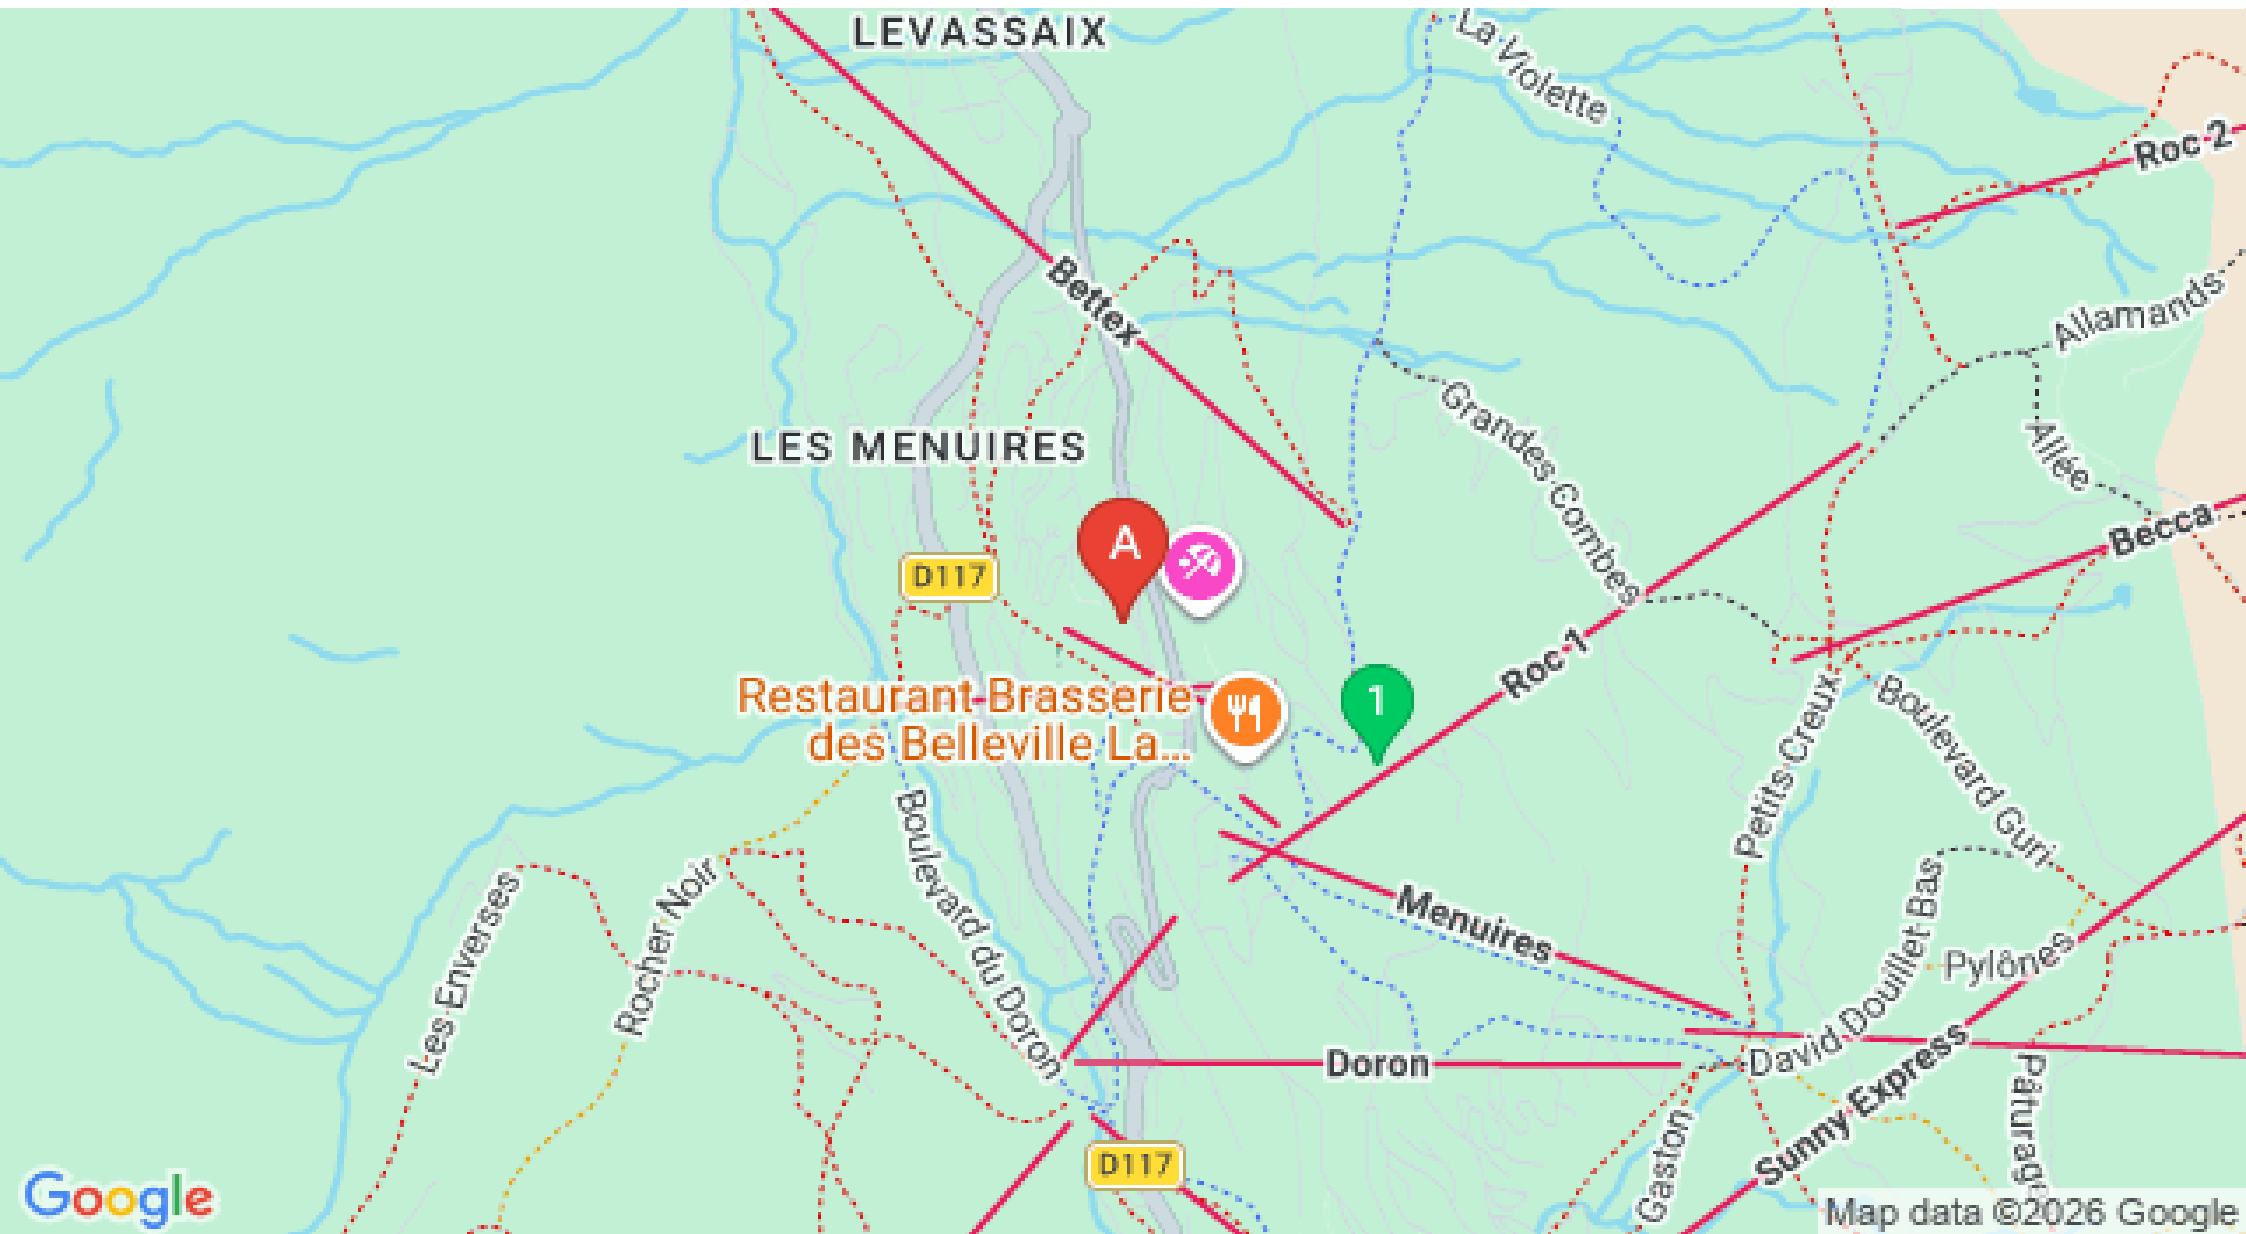 LEVASSAIX
La Violette
Roc 2
Bettex
Allamands
Grandes Combes
Allée
LES MENUIRES
Becca
A
D117
Roc 1
1
Restaurant Brasserie
des Belleville La...
Petits Creux
Boulevard Guri
Boulevard du Doron
Les Enverses
Rocher Noir
Menuires
David Douillet Bas
Pylônes
Doron
Sunny Express
Pâturage
Gaston
D117
Google
Map data ©2026 Google